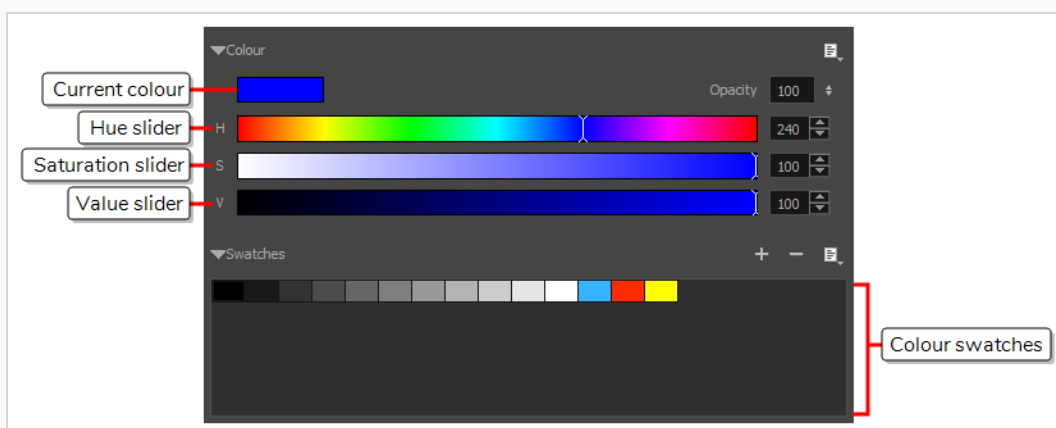 Colour
Current colour
Opacity 100
Hue slider
H 240
Saturation slider
S 100
Value slider
V 100
Swatches
Colour swatches